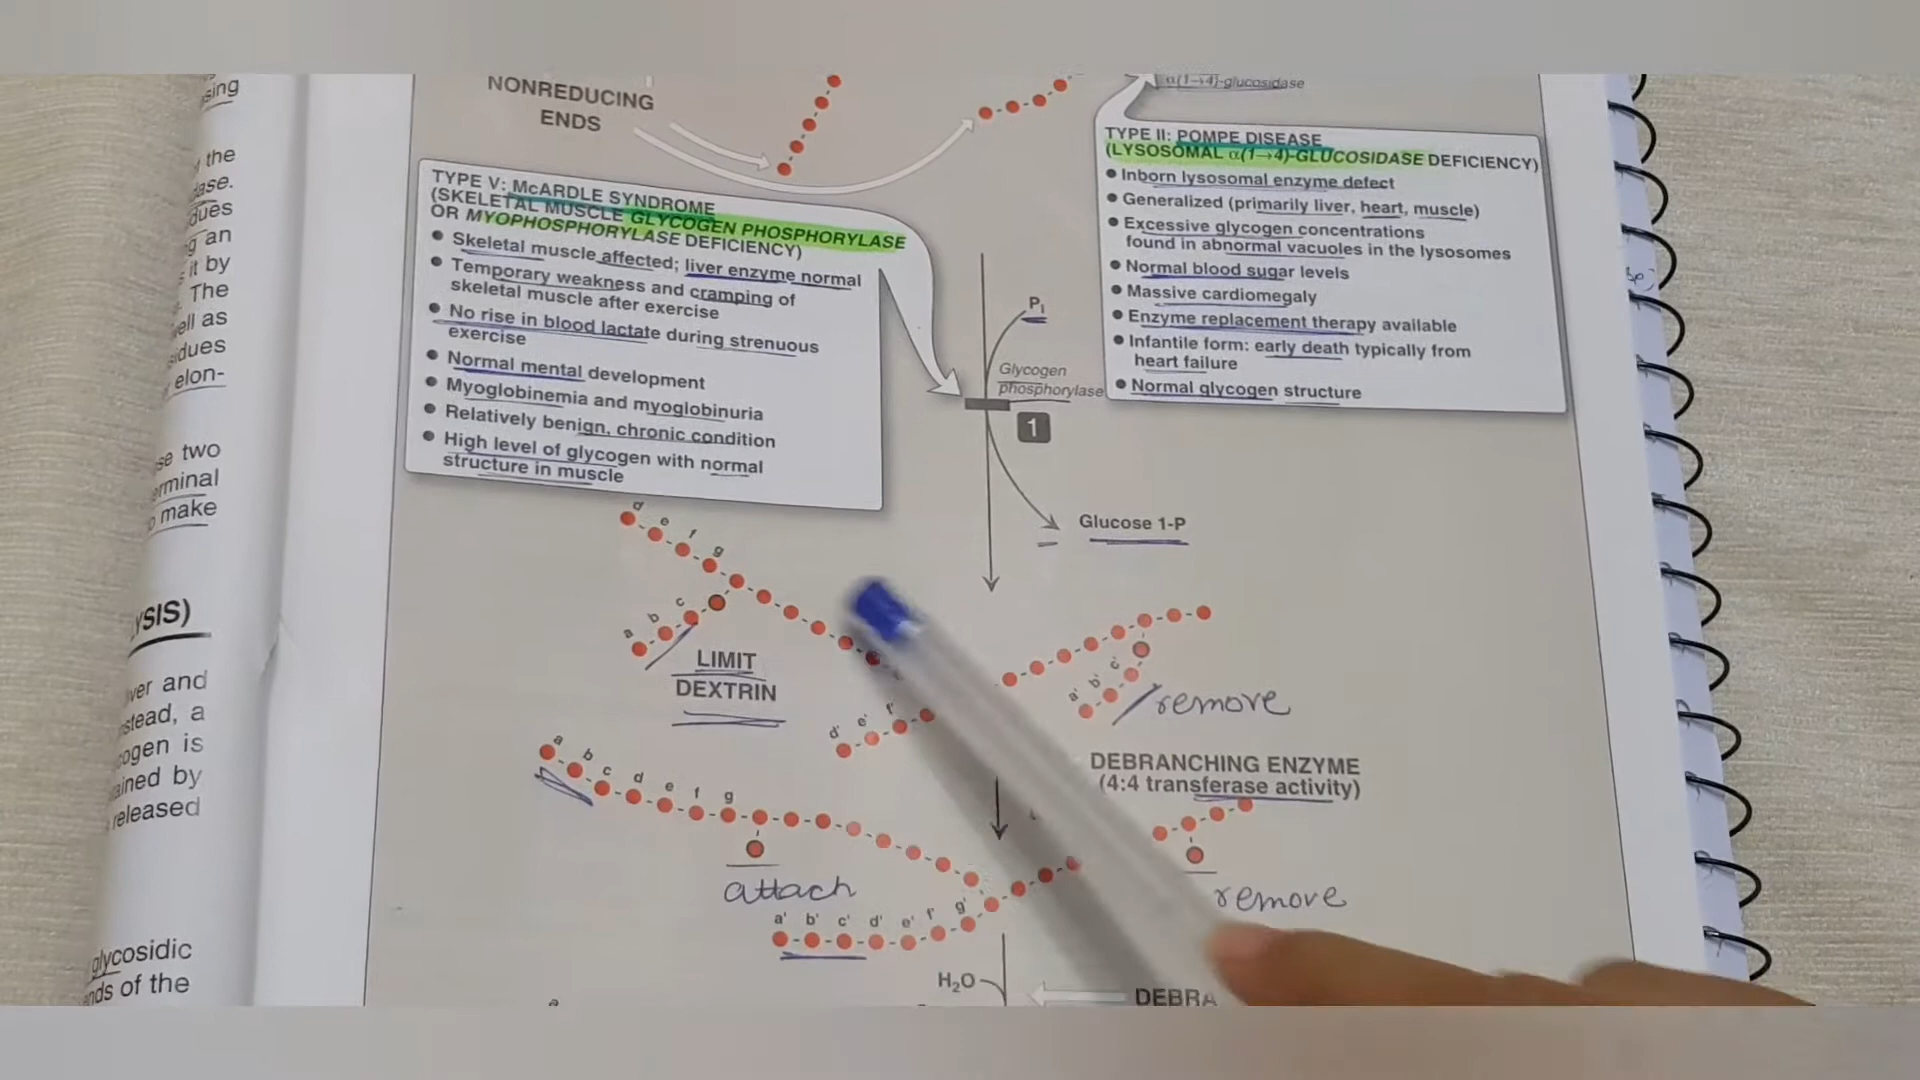 sing
the
ase.
dues
g an
it by
The
ell as
sidues
elon-
se two
erminal
o make
YSIS)
ver and
stead, a
ogen is
ained by
released
glycosidic
nds of the
NONREDUCING
ENDS
TYPE V: McARDLE SYNDROME
(SKELETAL MUSCLE GLYCOGEN PHOSPHORYLASE
OR MYOPHOSPHORYLASE DEFICIENCY)
● Skeletal muscle affected; liver enzyme normal
● Temporary weakness and cramping of
skeletal muscle after exercise
● No rise in blood lactate during strenuous
exercise
● Normal mental development
● Myoglobinemia and myoglobinuria
● Relatively benign, chronic condition
● High level of glycogen with normal
structure in muscle
α(1→4)-glucosidase
TYPE II: POMPE DISEASE
(LYSOSOMAL α(1→4)-GLUCOSIDASE DEFICIENCY)
● Inborn lysosomal enzyme defect
● Generalized (primarily liver, heart, muscle)
● Excessive glycogen concentrations
found in abnormal vacuoles in the lysosomes
● Normal blood sugar levels
● Massive cardiomegaly
● Enzyme replacement therapy available
● Infantile form: early death typically from
heart failure
● Normal glycogen structure
Pi
Glycogen
phosphorylase
1
Glucose 1-P
d e f g
a b c
LIMIT
DEXTRIN
d' e' f'
a' b' c'
remove
DEBRANCHING ENZYME
(4:4 transferase activity)
a b c d e f g
attach
remove
a' b' c' d' e' f' g'
H₂O
DEBRA
a